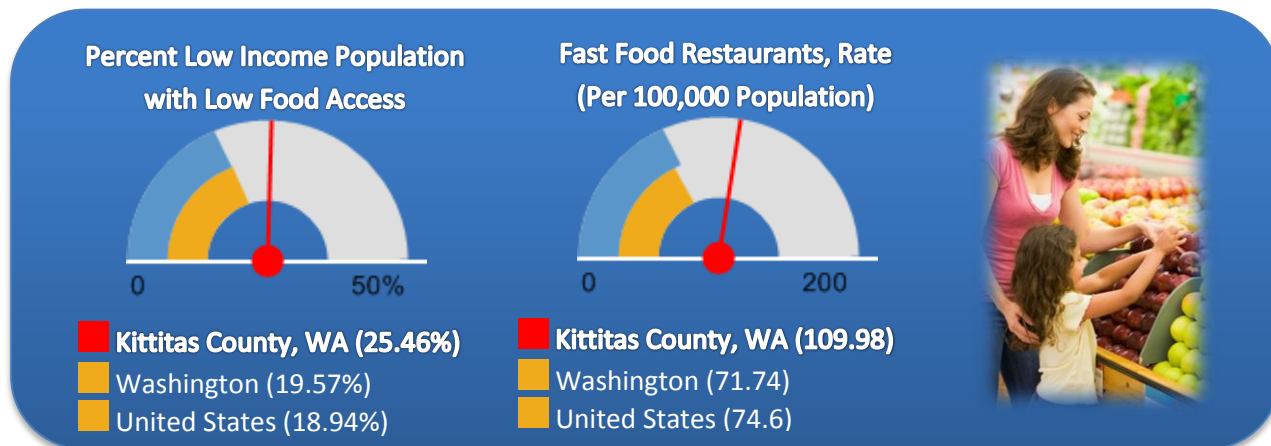 Percent Low Income Population
with Low Food Access
0
50%
Kittitas County, WA (25.46%)
Washington (19.57%)
United States (18.94%)
Fast Food Restaurants, Rate
(Per 100,000 Population)
0
200
Kittitas County, WA (109.98)
Washington (71.74)
United States (74.6)